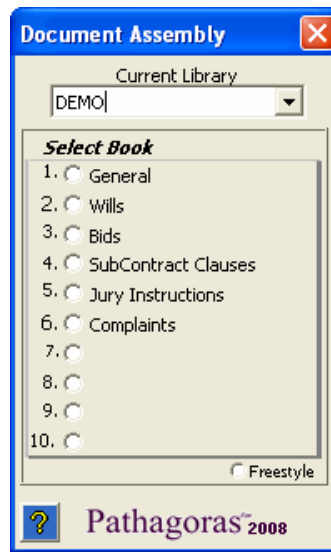 Document Assembly
Current Library
DEMO
Select Book
1. General
2. Wills
3. Bids
4. SubContract Clauses
5. Jury Instructions
6. Complaints
7.
8.
9.
10.
Freestyle
? Pathagoras™ 2008